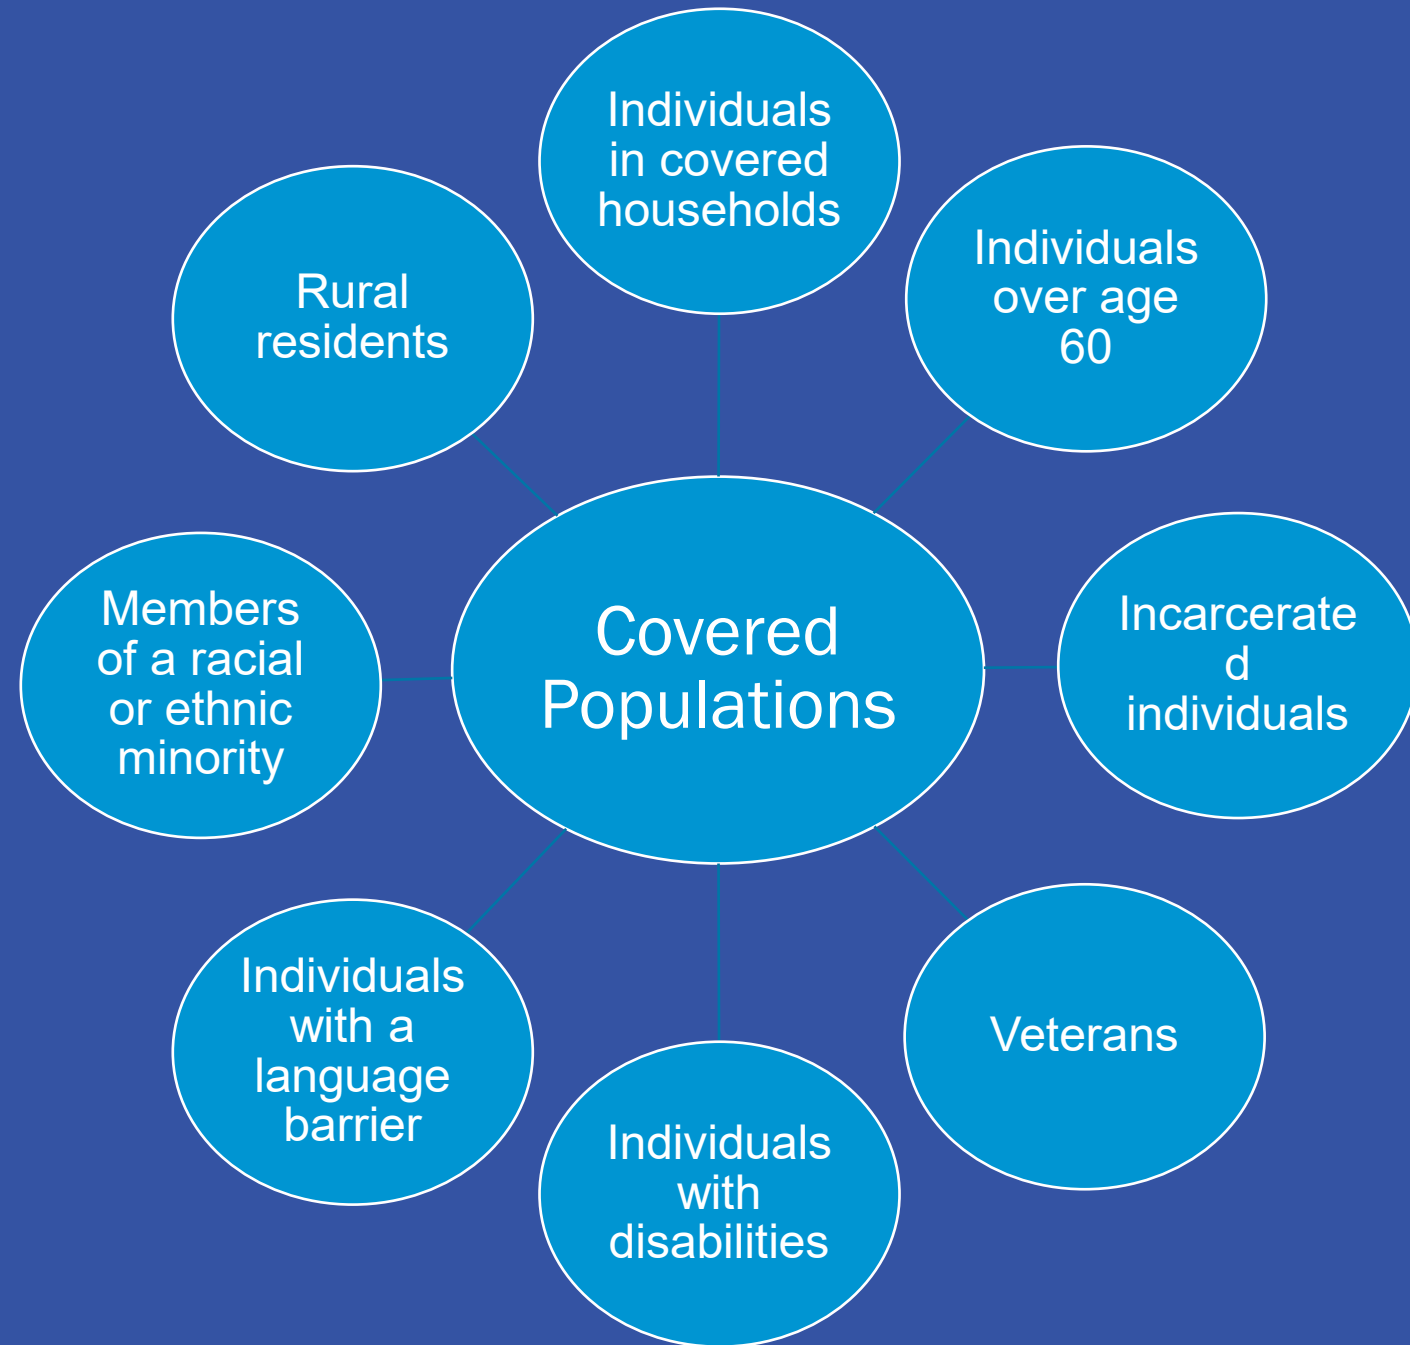 Individuals
in covered
households
Individuals
over age
60
Incarcerate
d
individuals
Veterans
Individuals
with
disabilities
Individuals
with a
language
barrier
Members
of a racial
or ethnic
minority
Rural
residents
Covered
Populations